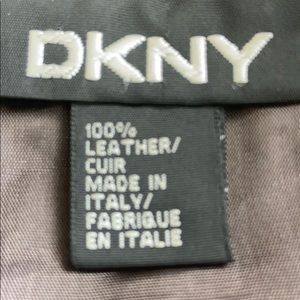 DKNY
100%
LEATHER/
CUIR
MADE IN
ITALY/
FABRIQUE
EN ITALIE